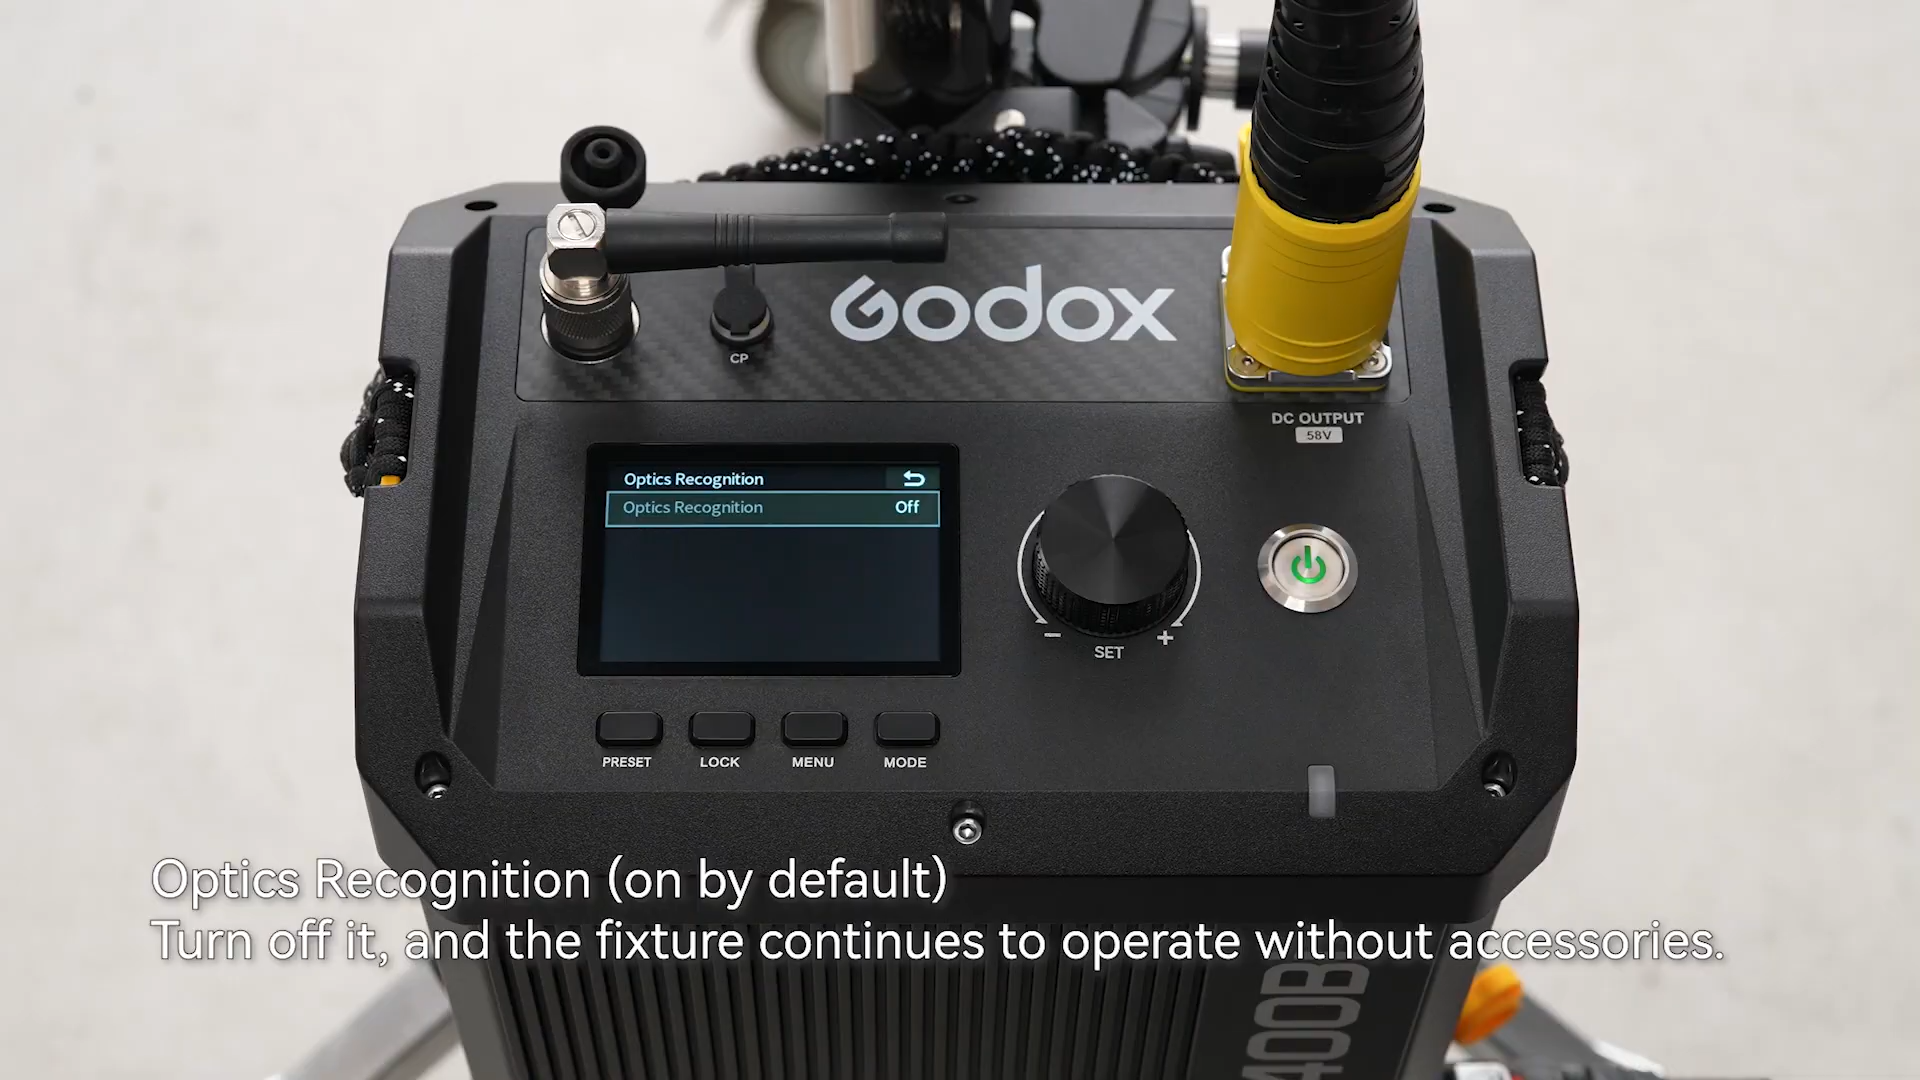 Godox
CP
DC OUTPUT
58V
Optics Recognition
Optics Recognition Off
SET
PRESET LOCK MENU MODE
Optics Recognition (on by default)
Turn off it, and the fixture continues to operate without accessories.
400B